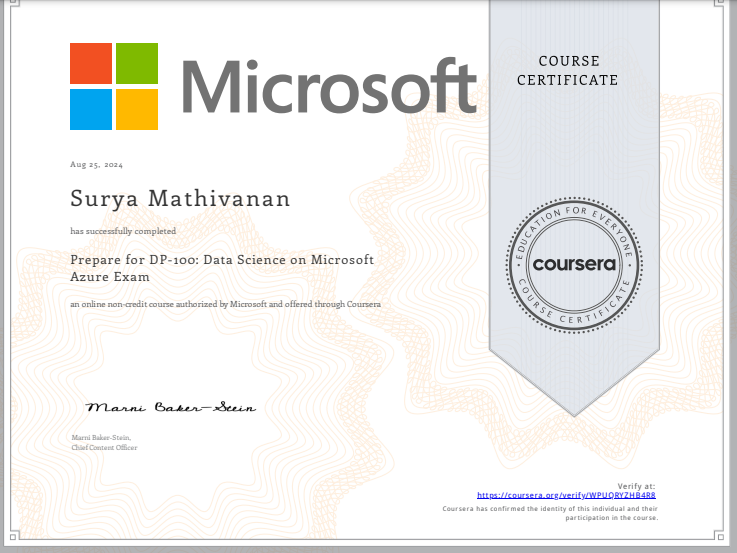 Microsoft
COURSE
CERTIFICATE
Aug 25, 2024
Surya Mathivanan
has successfully completed
Prepare for DP-100: Data Science on Microsoft
Azure Exam
an online non-credit course authorized by Microsoft and offered through Coursera
EDUCATION FOR EVERYONE
coursera
COURSE CERTIFICATE
Marni Baker-Stein
Marni Baker-Stein,
Chief Content Officer
Verify at:
https://coursera.org/verify/WPUQRYZHB4R8
Coursera has confirmed the identity of this individual and their
participation in the course.